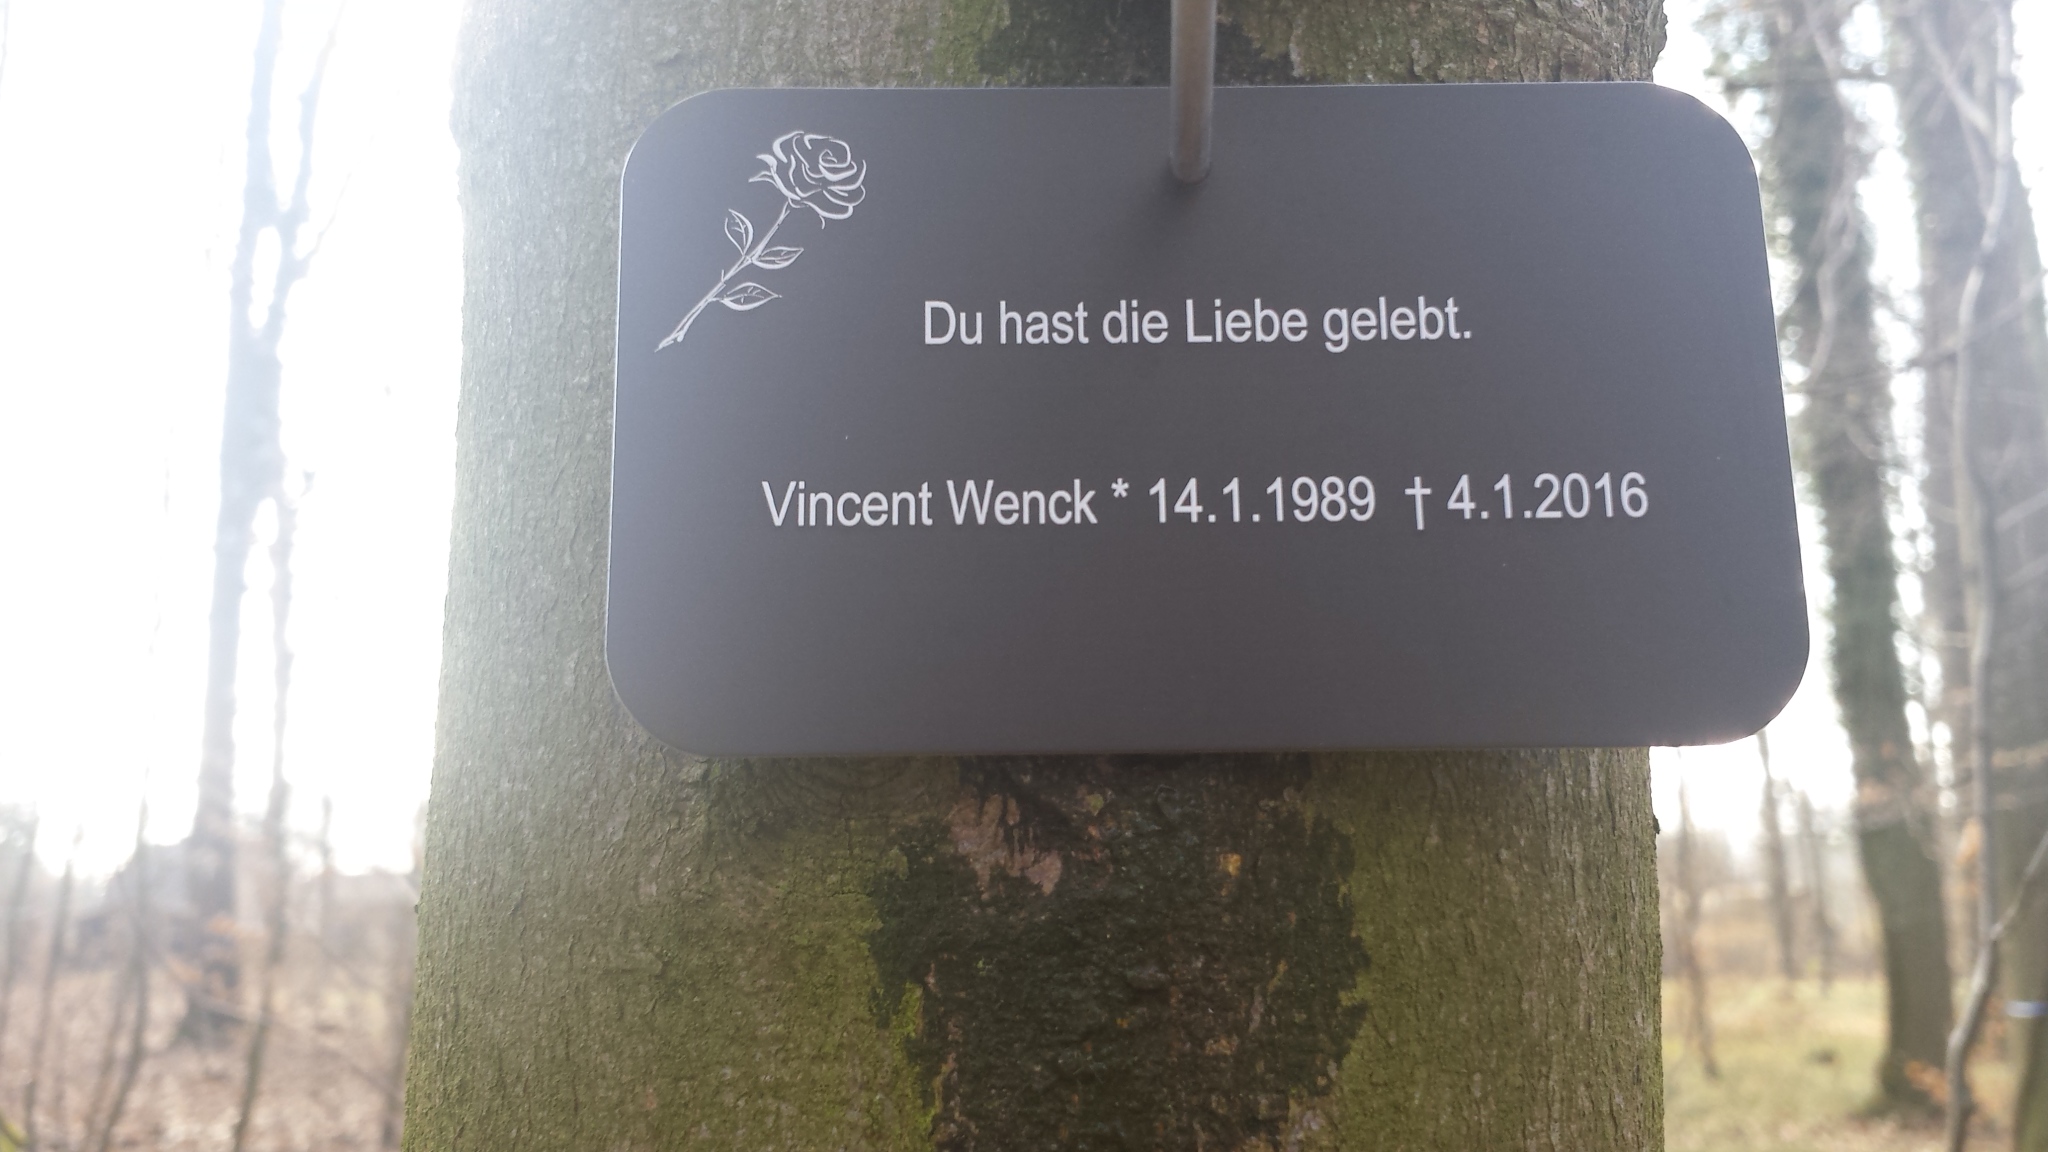 Du hast die Liebe gelebt.
Vincent Wenck * 14.1.1989 † 4.1.2016